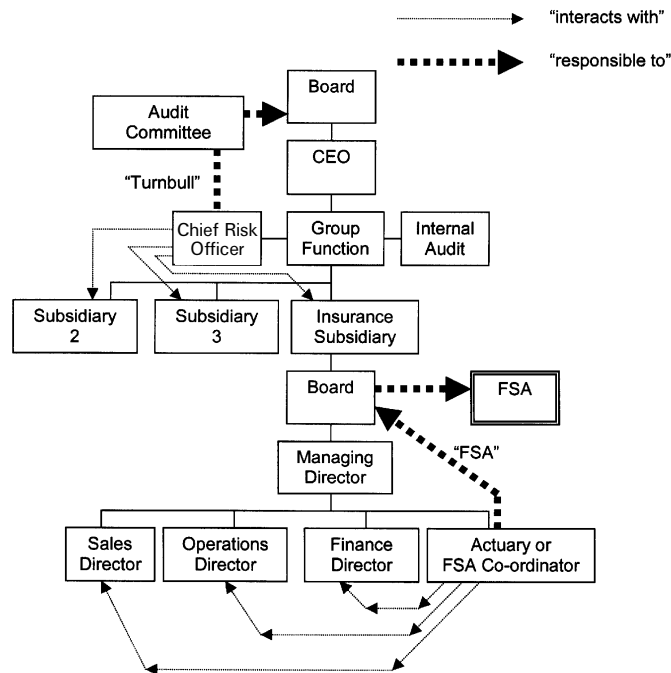 “interacts with”
“responsible to”
Board
Audit
Committee
CEO
“Turnbull”
Chief Risk
Officer
Group
Function
Internal
Audit
Subsidiary
2
Subsidiary
3
Insurance
Subsidiary
Board
FSA
“FSA”
Managing
Director
Sales
Director
Operations
Director
Finance
Director
Actuary or
FSA Co-ordinator